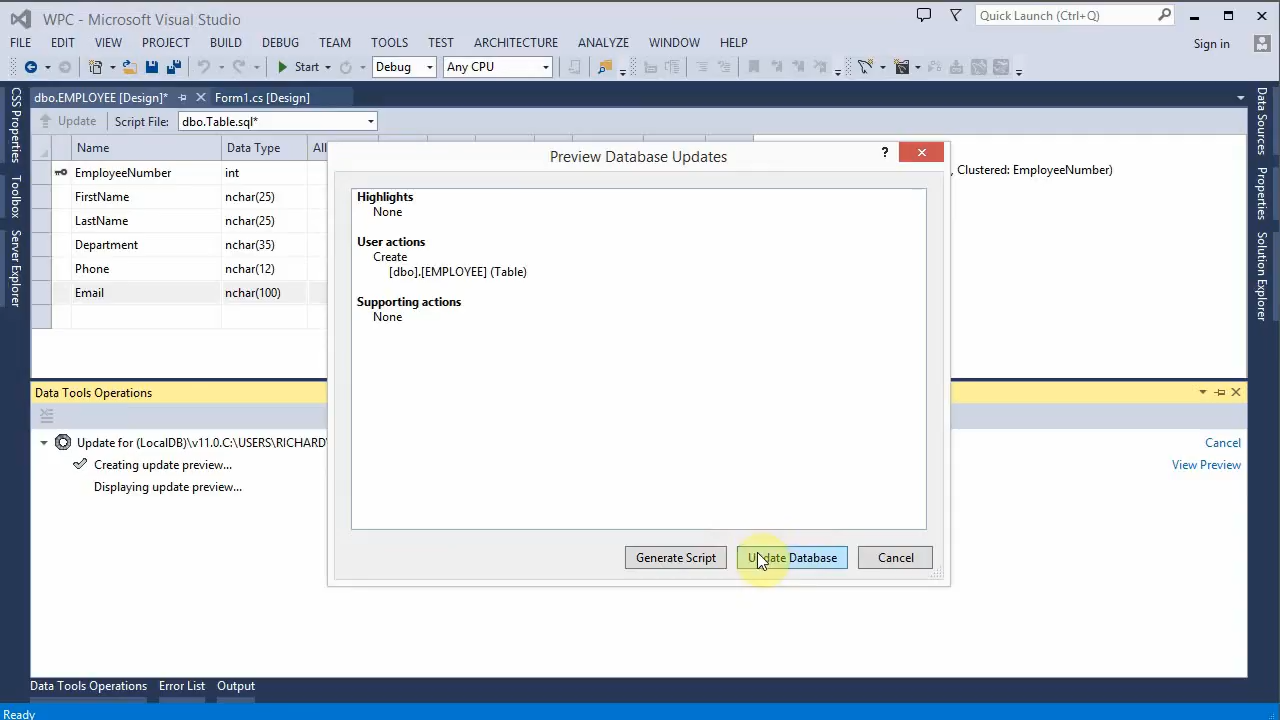 WPC - Microsoft Visual Studio
Quick Launch (Ctrl+Q)
FILE EDIT VIEW PROJECT BUILD DEBUG TEAM TOOLS TEST ARCHITECTURE ANALYZE WINDOW HELP
Sign in
Start Debug Any CPU
dbo.EMPLOYEE [Design]* Form1.cs [Design]
Update Script File: dbo.Table.sql*
Name Data Type All
EmployeeNumber int
FirstName nchar(25)
LastName nchar(25)
Department nchar(35)
Phone nchar(12)
Email nchar(100)
, Clustered: EmployeeNumber)
CSS Properties
Toolbox
Server Explorer
Data Sources
Properties
Solution Explorer
Preview Database Updates
?
Highlights
None
User actions
Create
[dbo].[EMPLOYEE] (Table)
Supporting actions
None
Generate Script Update Database Cancel
Data Tools Operations
Update for (LocalDB)\v11.0.C:\USERS\RICHARD
Cancel
Creating update preview...
View Preview
Displaying update preview...
Data Tools Operations Error List Output
Ready